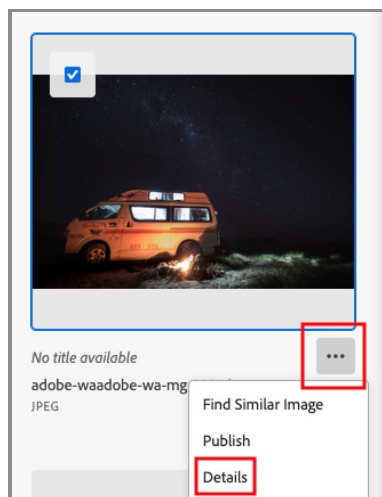 No title available
adobe-waadobe-wa-mg
JPEG
Find Similar Image
Publish
Details